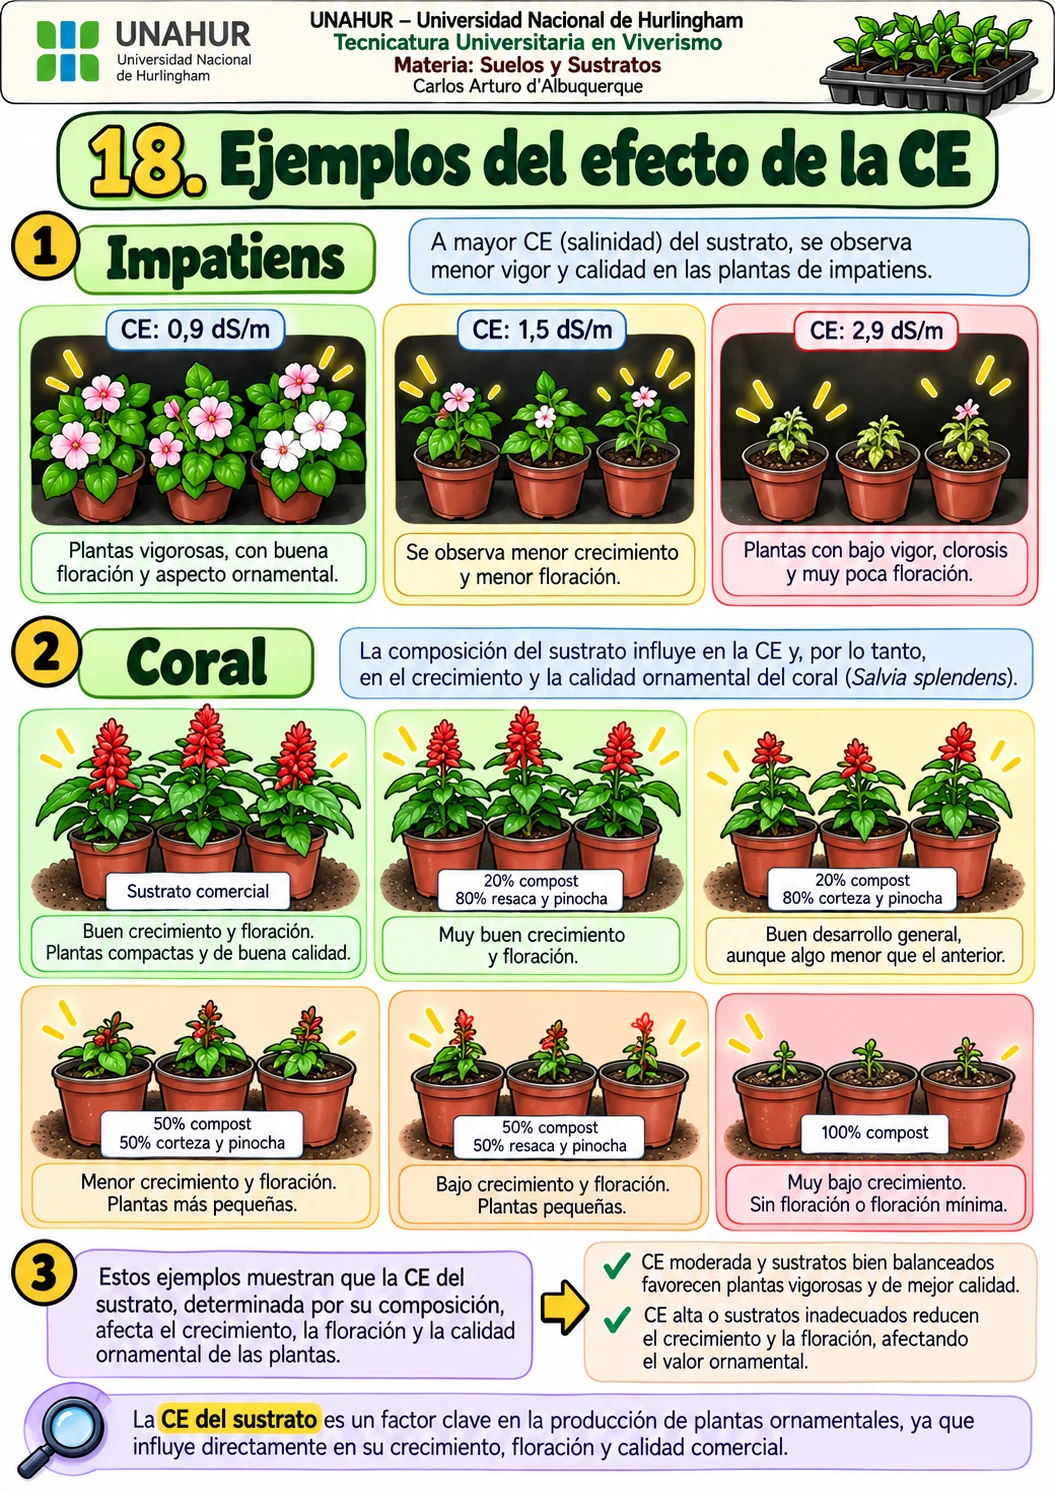 UNAHUR
Universidad Nacional
de Hurlingham
UNAHUR – Universidad Nacional de Hurlingham
Tecnicatura Universitaria en Viverismo
Materia: Suelos y Sustratos
Carlos Arturo d'Albuquerque
18. Ejemplos del efecto de la CE
1
Impatiens
A mayor CE (salinidad) del sustrato, se observa
menor vigor y calidad en las plantas de impatiens.
CE: 0,9 dS/m
Plantas vigorosas, con buena
floración y aspecto ornamental.
CE: 1,5 dS/m
Se observa menor crecimiento
y menor floración.
CE: 2,9 dS/m
Plantas con bajo vigor, clorosis
y muy poca floración.
2
Coral
La composición del sustrato influye en la CE y, por lo tanto,
en el crecimiento y la calidad ornamental del coral (Salvia splendens).
Sustrato comercial
Buen crecimiento y floración.
Plantas compactas y de buena calidad.
20% compost
80% resaca y pinocha
Muy buen crecimiento
y floración.
20% compost
80% corteza y pinocha
Buen desarrollo general,
aunque algo menor que el anterior.
50% compost
50% corteza y pinocha
Menor crecimiento y floración.
Plantas más pequeñas.
50% compost
50% resaca y pinocha
Bajo crecimiento y floración.
Plantas pequeñas.
100% compost
Muy bajo crecimiento.
Sin floración o floración mínima.
3
Estos ejemplos muestran que la CE del
sustrato, determinada por su composición,
afecta el crecimiento, la floración y la calidad
ornamental de las plantas.
CE moderada y sustratos bien balanceados
favorecen plantas vigorosas y de mejor calidad.
CE alta o sustratos inadecuados reducen
el crecimiento y la floración, afectando
el valor ornamental.
La CE del sustrato es un factor clave en la producción de plantas ornamentales, ya que
influye directamente en su crecimiento, floración y calidad comercial.